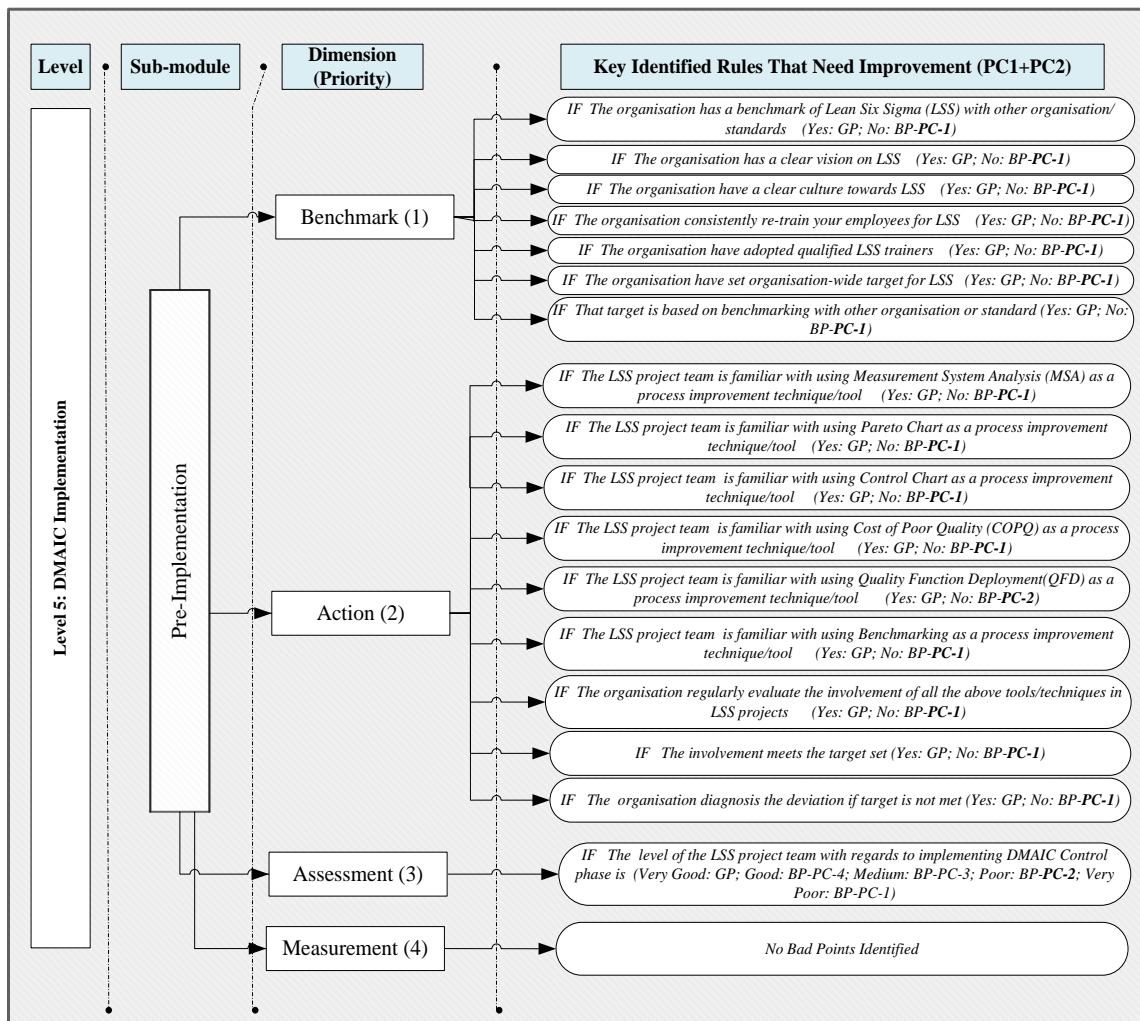 Level
Sub-module
Dimension
(Priority)
Key Identified Rules That Need Improvement (PC1+PC2)
Level 5: DMAIC Implementation
Pre-Implementation
Benchmark (1)
IF The organisation has a benchmark of Lean Six Sigma (LSS) with other organisation/
standards (Yes: GP; No: BP-PC-1)
IF The organisation has a clear vision on LSS (Yes: GP; No: BP-PC-1)
IF The organisation have a clear culture towards LSS (Yes: GP; No: BP-PC-1)
IF The organisation consistently re-train your employees for LSS (Yes: GP; No: BP-PC-1)
IF The organisation have adopted qualified LSS trainers (Yes: GP; No: BP-PC-1)
IF The organisation have set organisation-wide target for LSS (Yes: GP; No: BP-PC-1)
IF That target is based on benchmarking with other organisation or standard (Yes: GP; No:
BP-PC-1)
Action (2)
IF The LSS project team is familiar with using Measurement System Analysis (MSA) as a
process improvement technique/tool (Yes: GP; No: BP-PC-1)
IF The LSS project team is familiar with using Pareto Chart as a process improvement
technique/tool (Yes: GP; No: BP-PC-1)
IF The LSS project team is familiar with using Control Chart as a process improvement
technique/tool (Yes: GP; No: BP-PC-1)
IF The LSS project team is familiar with using Cost of Poor Quality (COPQ) as a process
improvement technique/tool (Yes: GP; No: BP-PC-1)
IF The LSS project team is familiar with using Quality Function Deployment(QFD) as a
process improvement technique/tool (Yes: GP; No: BP-PC-2)
IF The LSS project team is familiar with using Benchmarking as a process improvement
technique/tool (Yes: GP; No: BP-PC-1)
IF The organisation regularly evaluate the involvement of all the above tools/techniques in
LSS projects (Yes: GP; No: BP-PC-1)
IF The involvement meets the target set (Yes: GP; No: BP-PC-1)
IF The organisation diagnosis the deviation if target is not met (Yes: GP; No: BP-PC-1)
Assessment (3)
IF The level of the LSS project team with regards to implementing DMAIC Control
phase is (Very Good: GP; Good: BP-PC-4; Medium: BP-PC-3; Poor: BP-PC-2; Very
Poor: BP-PC-1)
Measurement (4)
No Bad Points Identified